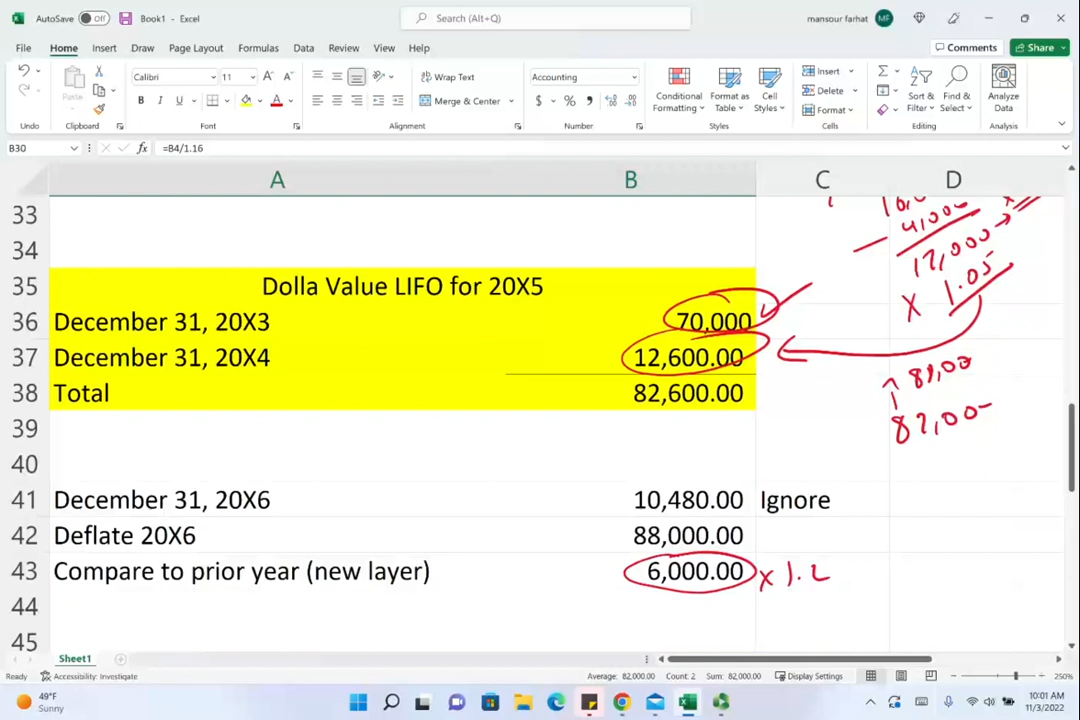 AutoSave Off Book1 - Excel Search (Alt+Q) mansour farhat MF
File Home Insert Draw Page Layout Formulas Data Review View Help Comments Share
Calibri 11 Wrap Text Accounting Insert
Paste B I U Merge & Center $ % Conditional Formatting Format as Table Cell Styles Delete Format Sort & Filter Find & Select Analyze Data
Undo Clipboard Font Alignment Number Styles Cells Editing Analysis
B30 =B4/1.16
A B C D
33
4,000
34
17,000
35 Dolla Value LIFO for 20X5
x 1.05
36 December 31, 20X3 70,000
37 December 31, 20X4 12,600.00
38 Total 82,600.00
39
40
41 December 31, 20X6 10,480.00 Ignore
42 Deflate 20X6 88,000.00
43 Compare to prior year (new layer) 6,000.00 x 1.2
44
45
Sheet1
Ready Accessibility: Investigate Average: 82,000.00 Count: 2 Sum: 82,000.00 Display Settings 250%
49°F
Sunny
10:01 AM
11/3/2022